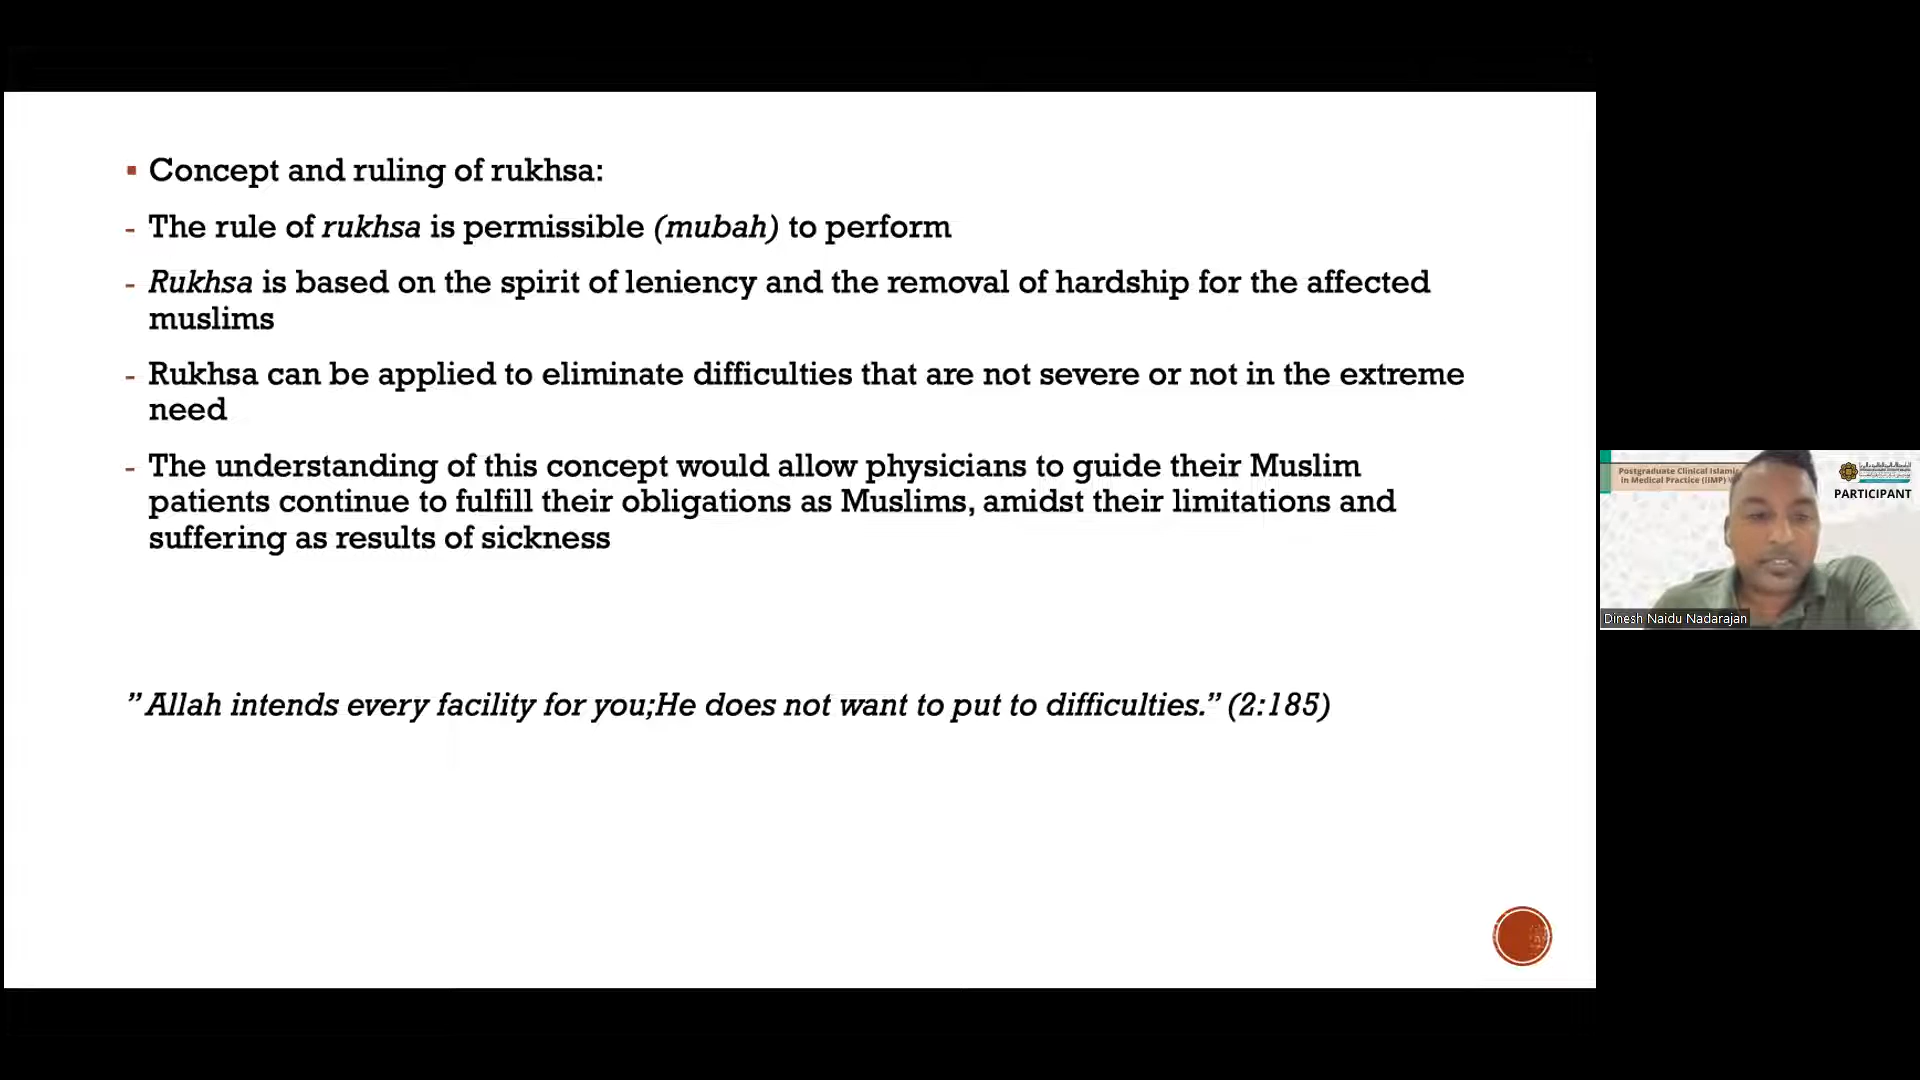 Concept and ruling of rukhsa:
- The rule of rukhsa is permissible (mubah) to perform
- Rukhsa is based on the spirit of leniency and the removal of hardship for the affected
muslims
- Rukhsa can be applied to eliminate difficulties that are not severe or not in the extreme
need
- The understanding of this concept would allow physicians to guide their Muslim
patients continue to fulfill their obligations as Muslims, amidst their limitations and
suffering as results of sickness
” Allah intends every facility for you;He does not want to put to difficulties.” (2:185)
Postgraduate Clinical Islamic
in Medical Practice (IIMP)
PARTICIPANT
Dinesh Naidu Nadarajan